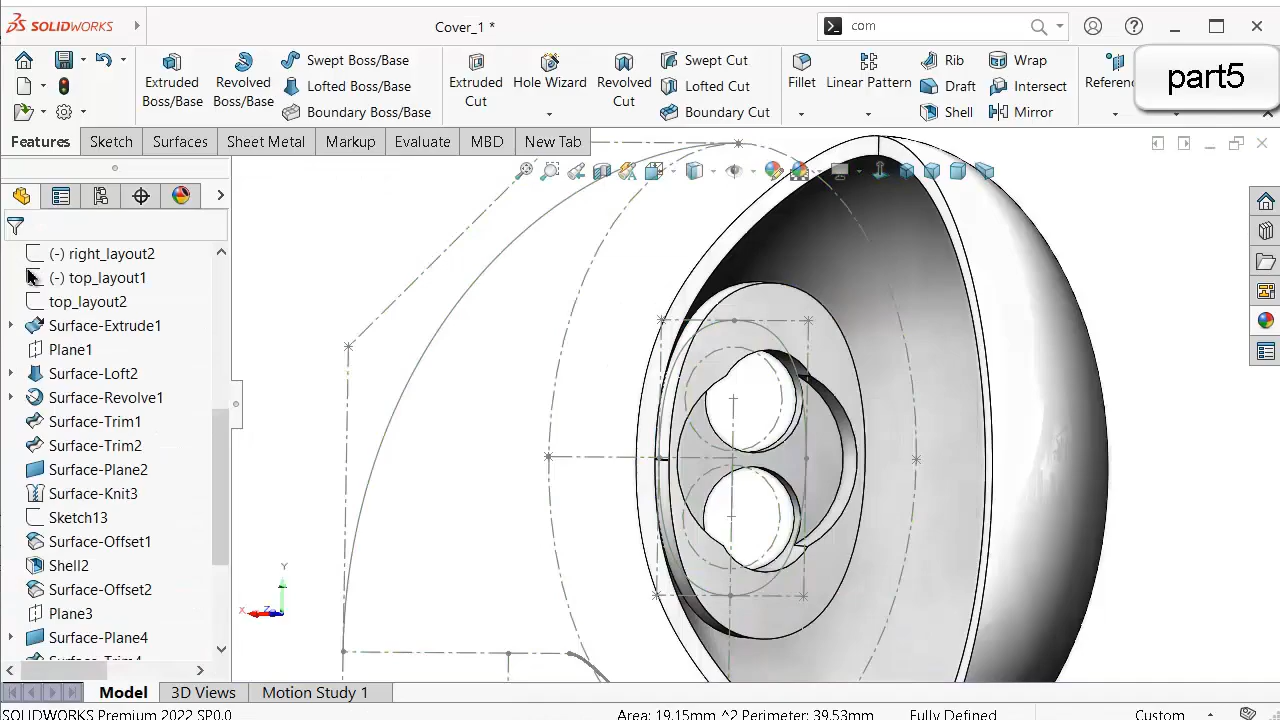 SOLIDWORKS
Cover_1 *
com
part5
Extruded Boss/Base
Revolved Boss/Base
Swept Boss/Base
Lofted Boss/Base
Boundary Boss/Base
Extruded Cut
Hole Wizard
Revolved Cut
Swept Cut
Lofted Cut
Boundary Cut
Fillet
Linear Pattern
Rib
Draft
Shell
Wrap
Intersect
Mirror
Features
Sketch
Surfaces
Sheet Metal
Markup
Evaluate
MBD
New Tab
(-) right_layout2
(-) top_layout1
top_layout2
Surface-Extrude1
Plane1
Surface-Loft2
Surface-Revolve1
Surface-Trim1
Surface-Trim2
Surface-Plane2
Surface-Knit3
Sketch13
Surface-Offset1
Shell2
Surface-Offset2
Plane3
Surface-Plane4
Y
X
Z
Model
3D Views
Motion Study 1
SOLIDWORKS Premium 2022 SP0.0
Area: 19.15mm ^2 Perimeter: 39.53mm
Fully Defined
Custom